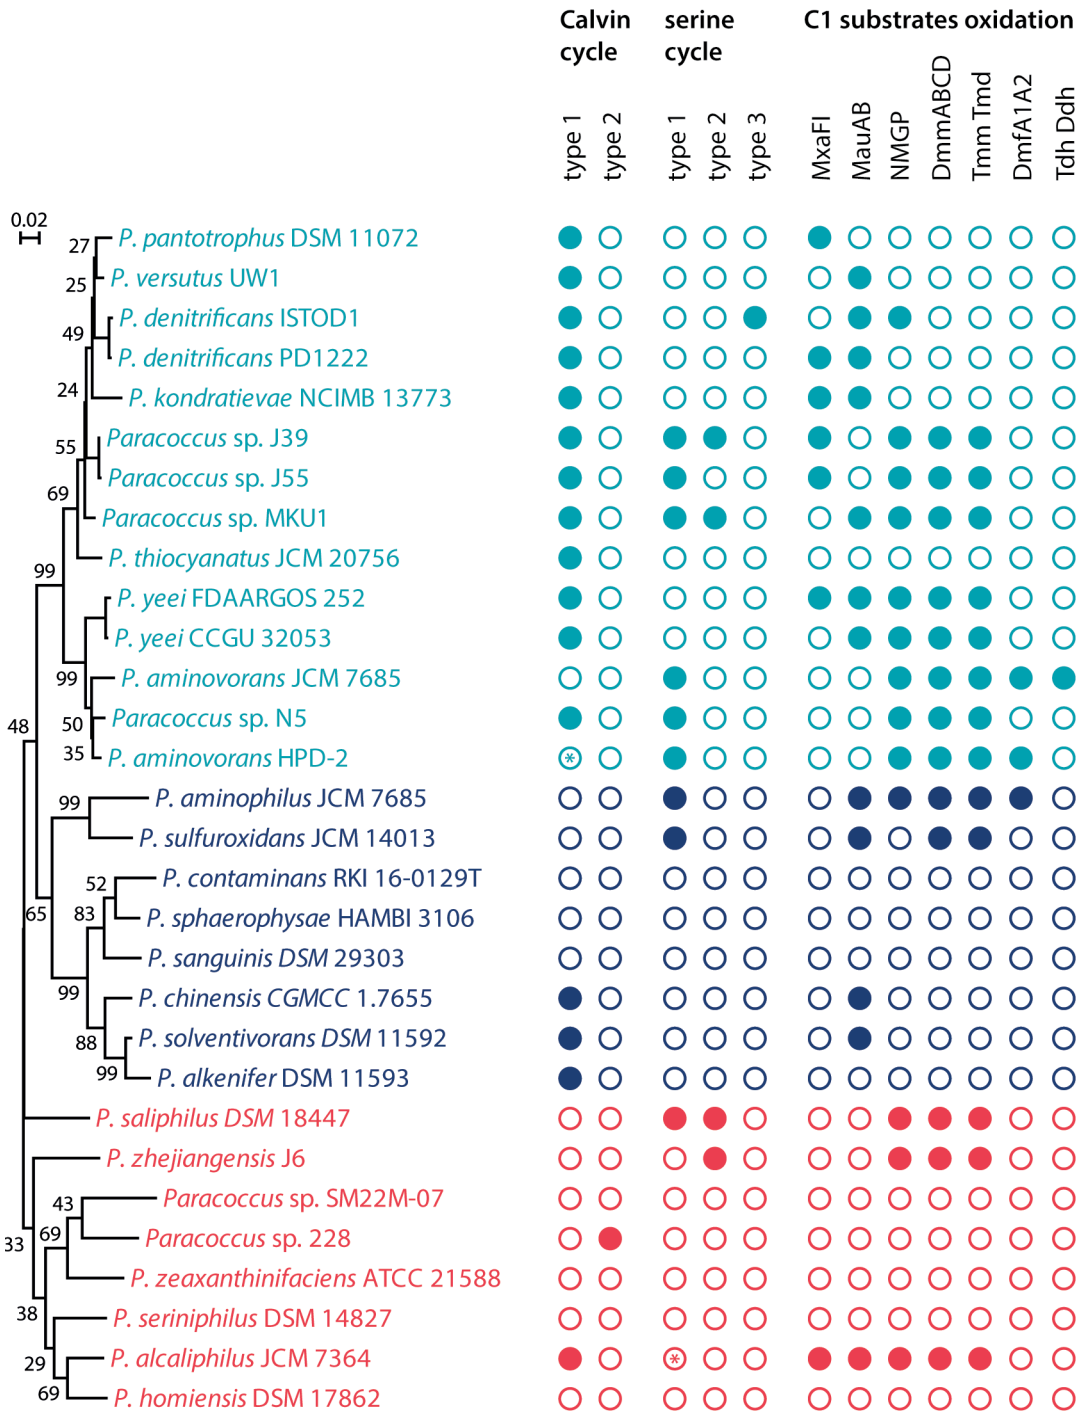 Calvin cycle
serine cycle
C1 substrates oxidation
type 1
type 2
type 1
type 2
type 3
MxaFI
MauAB
NMGP
DmmABCD
Tmm Tmd
DmfA1A2
Tdh Ddh
0.02
27
P. pantotrophus DSM 11072
25
P. versutus UW1
P. denitrificans ISTOD1
49
P. denitrificans PD1222
24
P. kondratievae NCIMB 13773
55
Paracoccus sp. J39
Paracoccus sp. J55
69
Paracoccus sp. MKU1
P. thiocyanatus JCM 20756
99
P. yeei FDAARGOS 252
P. yeei CCGU 32053
99
P. aminovorans JCM 7685
48
50
Paracoccus sp. N5
35
P. aminovorans HPD-2
*
99
P. aminophilus JCM 7685
P. sulfuroxidans JCM 14013
52
P. contaminans RKI 16-0129T
65
83
P. sphaerophysae HAMBI 3106
P. sanguinis DSM 29303
99
P. chinensis CGMCC 1.7655
88
P. solventivorans DSM 11592
99
P. alkenifer DSM 11593
P. saliphilus DSM 18447
P. zhejiangensis J6
43
Paracoccus sp. SM22M-07
33
69
Paracoccus sp. 228
P. zeaxanthinifaciens ATCC 21588
38
P. seriniphilus DSM 14827
29
P. alcaliphilus JCM 7364
*
69
P. homiensis DSM 17862